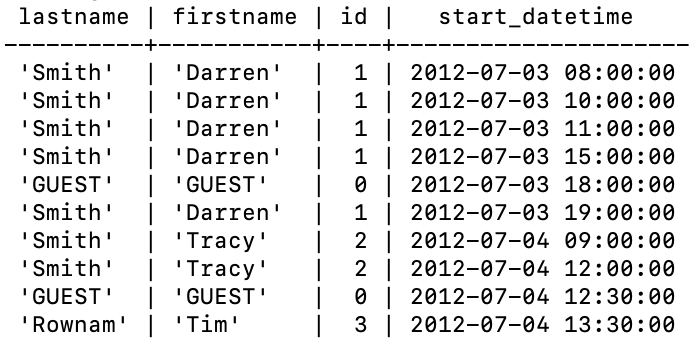 lastname | firstname | id | start_datetime
----------+-----------+----+---------------------
'Smith' | 'Darren' | 1 | 2012-07-03 08:00:00
'Smith' | 'Darren' | 1 | 2012-07-03 10:00:00
'Smith' | 'Darren' | 1 | 2012-07-03 11:00:00
'Smith' | 'Darren' | 1 | 2012-07-03 15:00:00
'GUEST' | 'GUEST' | 0 | 2012-07-03 18:00:00
'Smith' | 'Darren' | 1 | 2012-07-03 19:00:00
'Smith' | 'Tracy' | 2 | 2012-07-04 09:00:00
'Smith' | 'Tracy' | 2 | 2012-07-04 12:00:00
'GUEST' | 'GUEST' | 0 | 2012-07-04 12:30:00
'Rownam' | 'Tim' | 3 | 2012-07-04 13:30:00